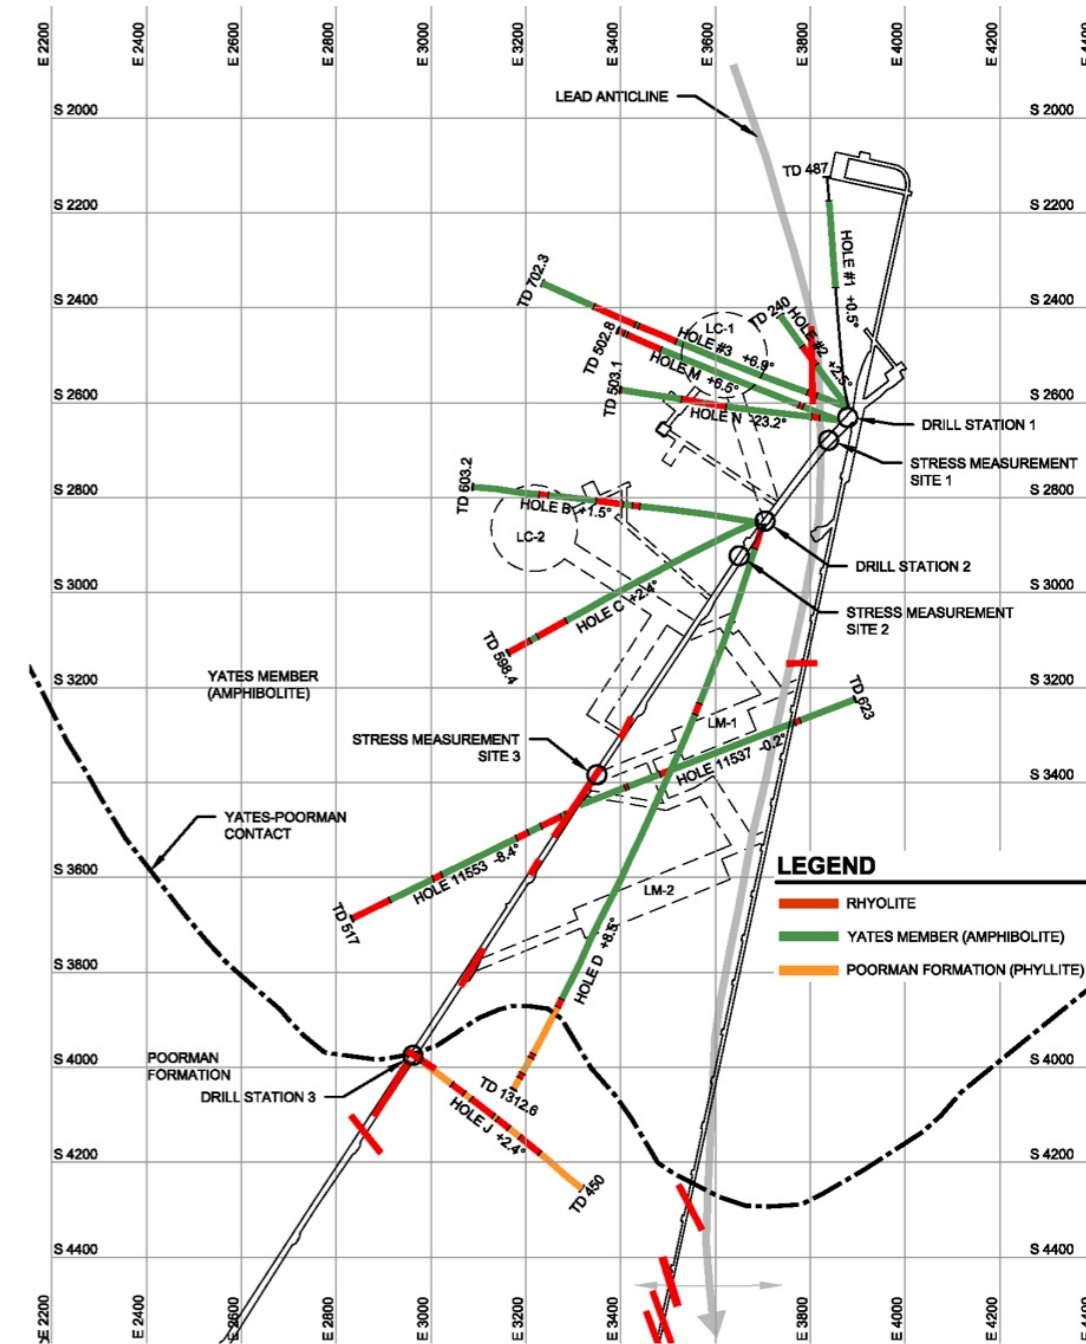 E 2200
E 2400
E 2600
E 2800
E 3000
E 3200
E 3400
E 3600
E 3800
E 4000
E 4200
LEAD ANTICLINE
S 2000
S 2000
TD 487
S 2200
S 2200
HOLE #1 +0.5°
TD 702.3
S 2400
S 2400
TD 240
HOLE #2 +2.5°
LC-1
HOLE #3 +6.9°
TD 502.8
HOLE M +6.5°
TD 503.1
HOLE N -23.2°
S 2600
S 2600
DRILL STATION 1
STRESS MEASUREMENT
SITE 1
TD 603.2
S 2800
S 2800
HOLE B +1.5°
LC-2
DRILL STATION 2
S 3000
S 3000
HOLE C +2.4°
STRESS MEASUREMENT
SITE 2
TD 598.4
YATES MEMBER
(AMPHIBOLITE)
S 3200
S 3200
TD 623
LM-1
STRESS MEASUREMENT
SITE 3
HOLE 11537 -0.2°
S 3400
S 3400
YATES-POORMAN
CONTACT
HOLE 11553 -8.4°
S 3600
LM-2
TD 517
LEGEND
RHYOLITE
YATES MEMBER (AMPHIBOLITE)
POORMAN FORMATION (PHYLLITE)
HOLE D +8.5°
S 3800
S 4000
S 4000
POORMAN
FORMATION
DRILL STATION 3
TD 1312.6
HOLE J +2.4°
TD 450
S 4200
S 4200
S 4400
S 4400
E 2200
E 2400
E 2600
E 2800
E 3000
E 3200
E 3400
E 3600
E 3800
E 4000
E 4200